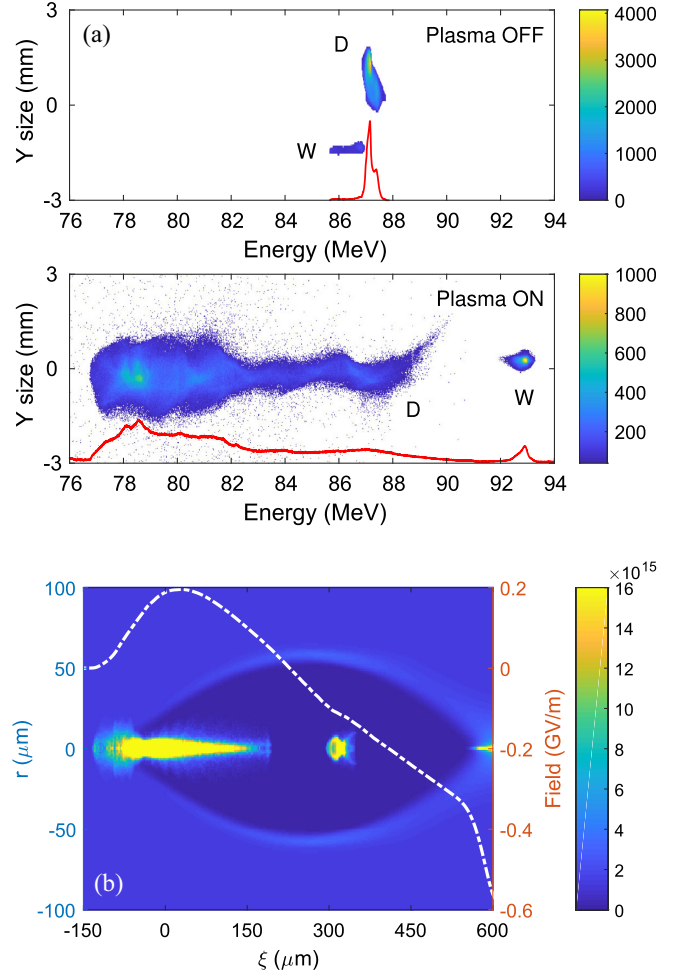 (a)
Plasma OFF
D
W
Y size (mm)
3
0
-3
76 78 80 82 84 86 88 90 92 94
Energy (MeV)
4000
3000
2000
1000
0
Plasma ON
D
W
Y size (mm)
3
0
-3
76 78 80 82 84 86 88 90 92 94
Energy (MeV)
1000
800
600
400
200
(b)
r (μm)
100
50
0
-50
-100
-150 0 150 300 450 600
ξ (μm)
0.2
0
-0.2
-0.4
-0.6
Field (GV/m)
×10^15
16
14
12
10
8
6
4
2
0